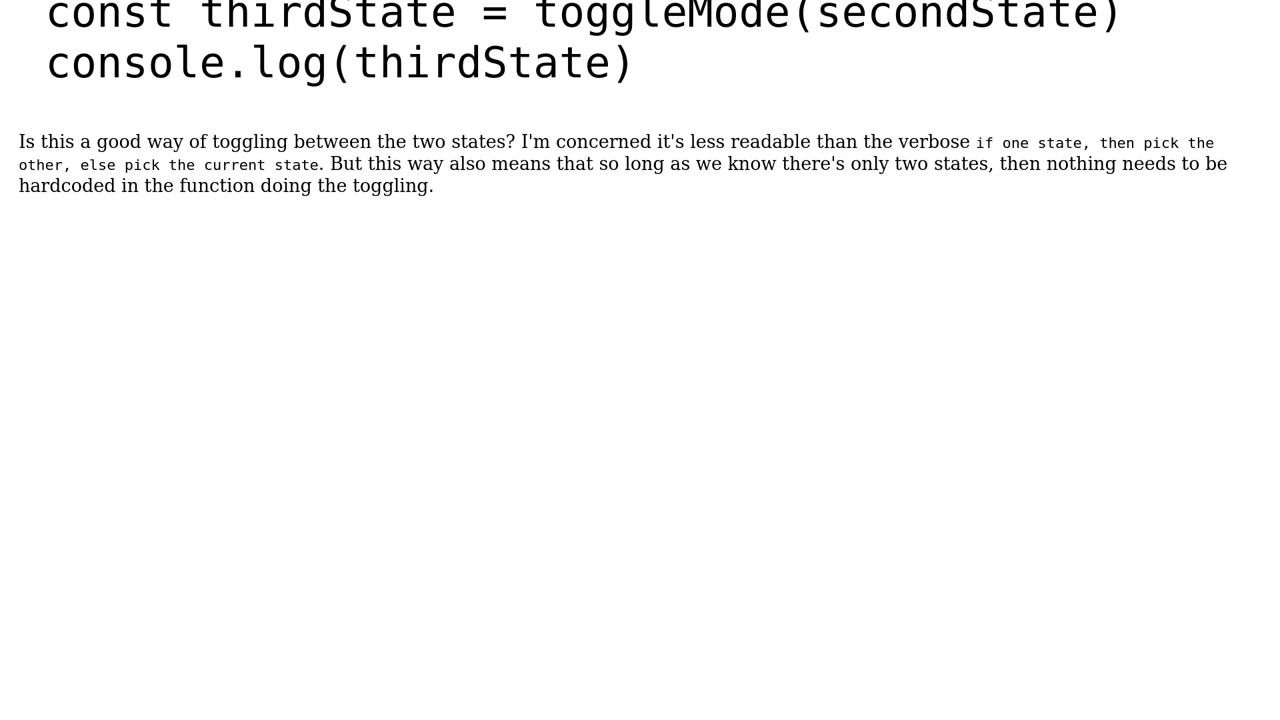 const thirdState = toggleMode(secondState)
console.log(thirdState)
Is this a good way of toggling between the two states? I'm concerned it's less readable than the verbose if one state, then pick the
other, else pick the current state. But this way also means that so long as we know there's only two states, then nothing needs to be
hardcoded in the function doing the toggling.